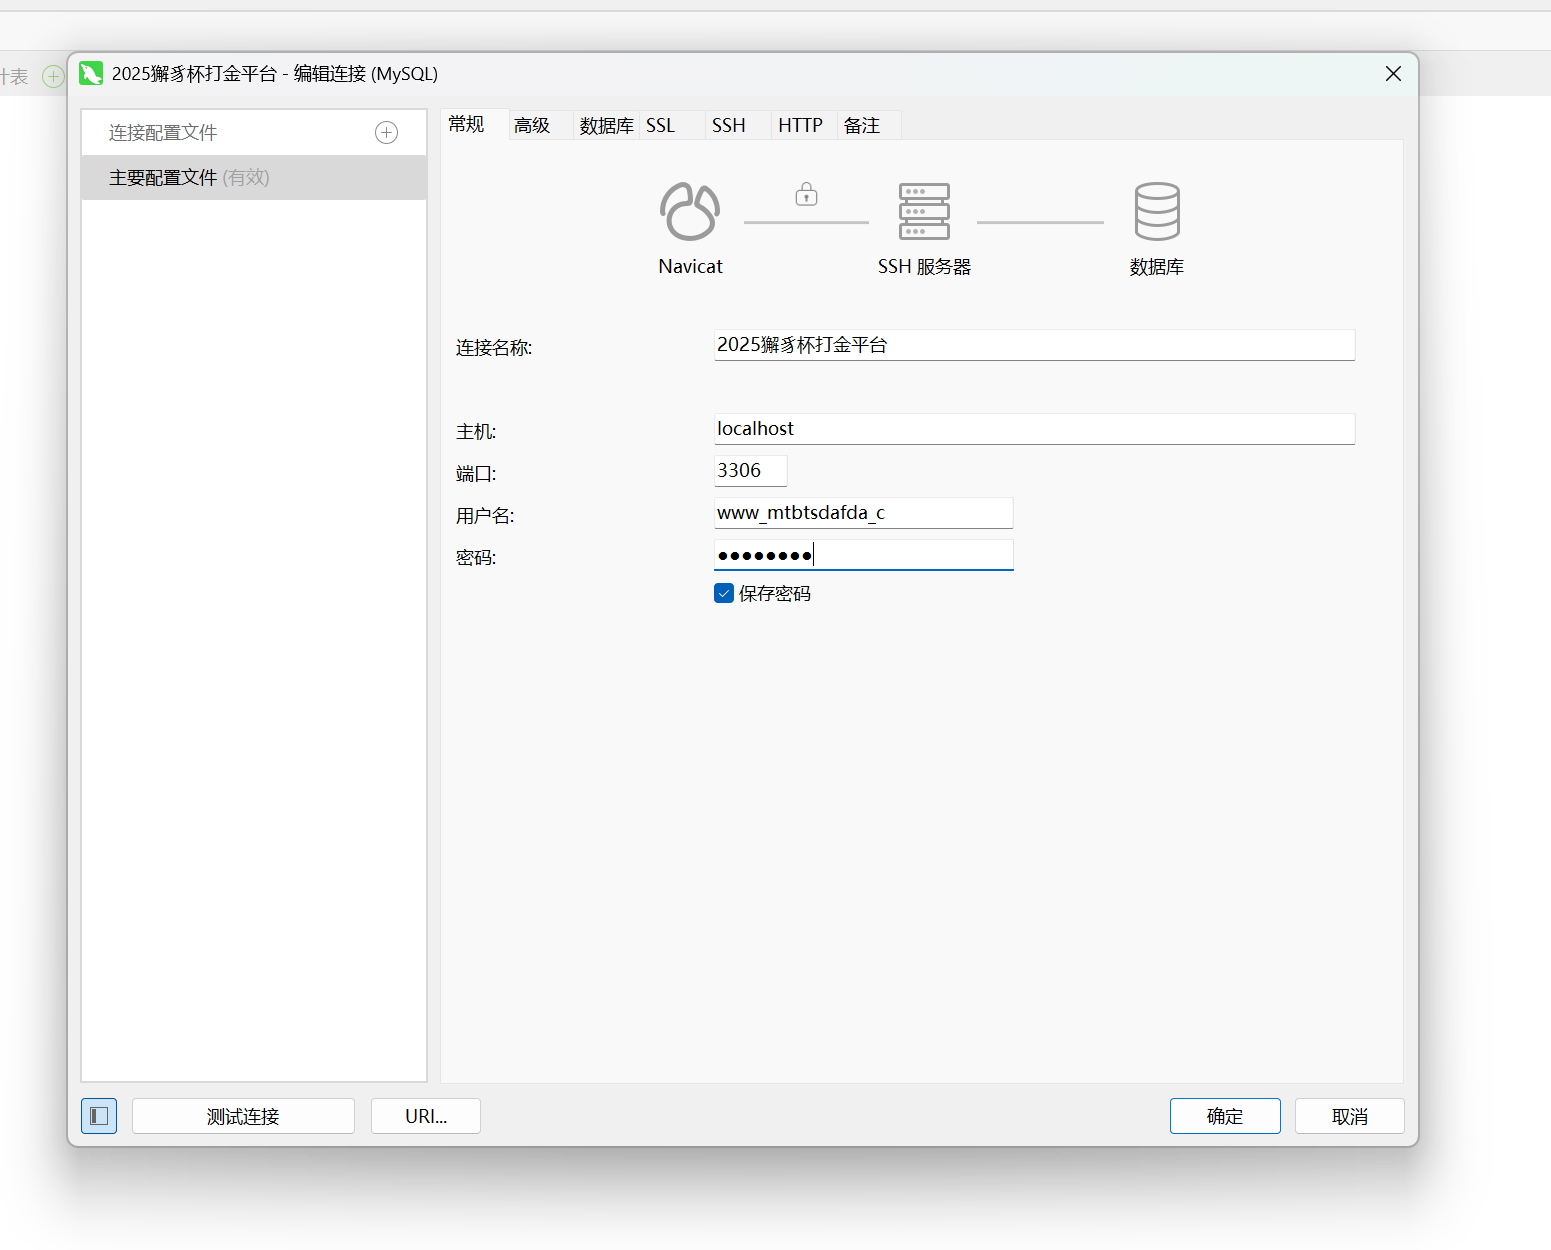 计表
2025獬豸杯打金平台 - 编辑连接 (MySQL)
连接配置文件
主要配置文件 (有效)
常规 高级 数据库 SSL SSH HTTP 备注
Navicat SSH 服务器 数据库
连接名称: 2025獬豸杯打金平台
主机: localhost
端口: 3306
用户名: www_mtbtsdafda_c
密码: ●●●●●●●●
保存密码
测试连接 URI... 确定 取消